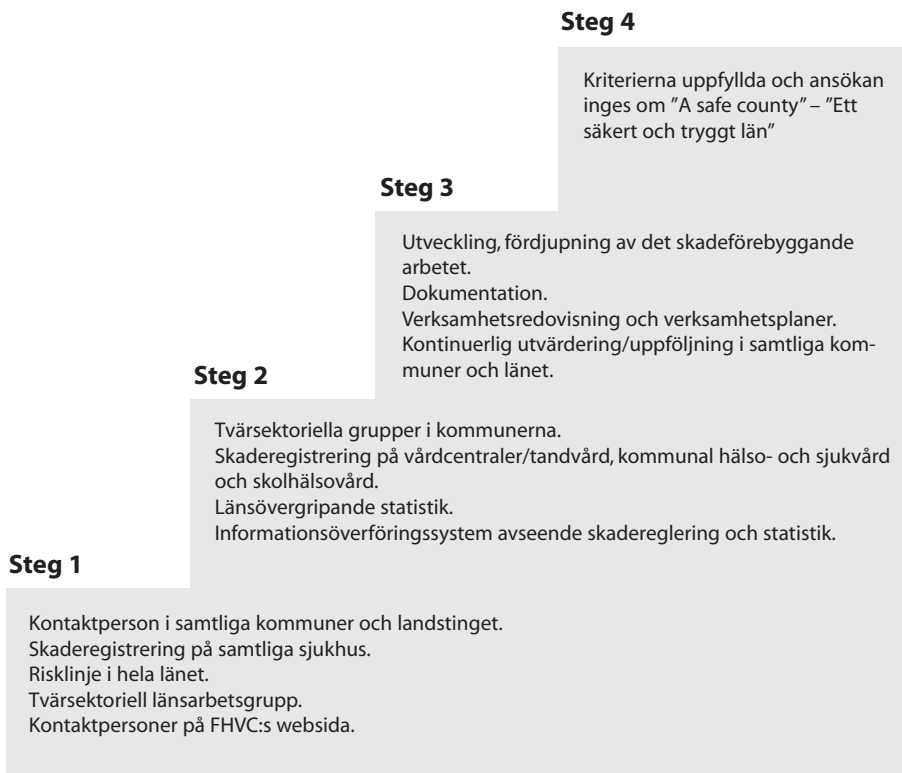 Steg 4
Kriterierna uppfyllda och ansökan
inges om ”A safe county” – ”Ett
säkert och tryggt län”
Steg 3
Utveckling, fördjupning av det skadeförebyggande
arbetet.
Dokumentation.
Verksamhetsredovisning och verksamhetsplaner.
Kontinuerlig utvärdering/uppföljning i samtliga kom-
muner och länet.
Steg 2
Tvärsektoriella grupper i kommunerna.
Skaderegistrering på vårdcentraler/tandvård, kommunal hälso- och sjukvård
och skolhälsovård.
Länsövergripande statistik.
Informationsöverföringssystem avseende skadereglering och statistik.
Steg 1
Kontaktperson i samtliga kommuner och landstinget.
Skaderegistrering på samtliga sjukhus.
Risklinje i hela länet.
Tvärsektoriell länsarbetsgrupp.
Kontaktpersoner på FHVC:s websida.